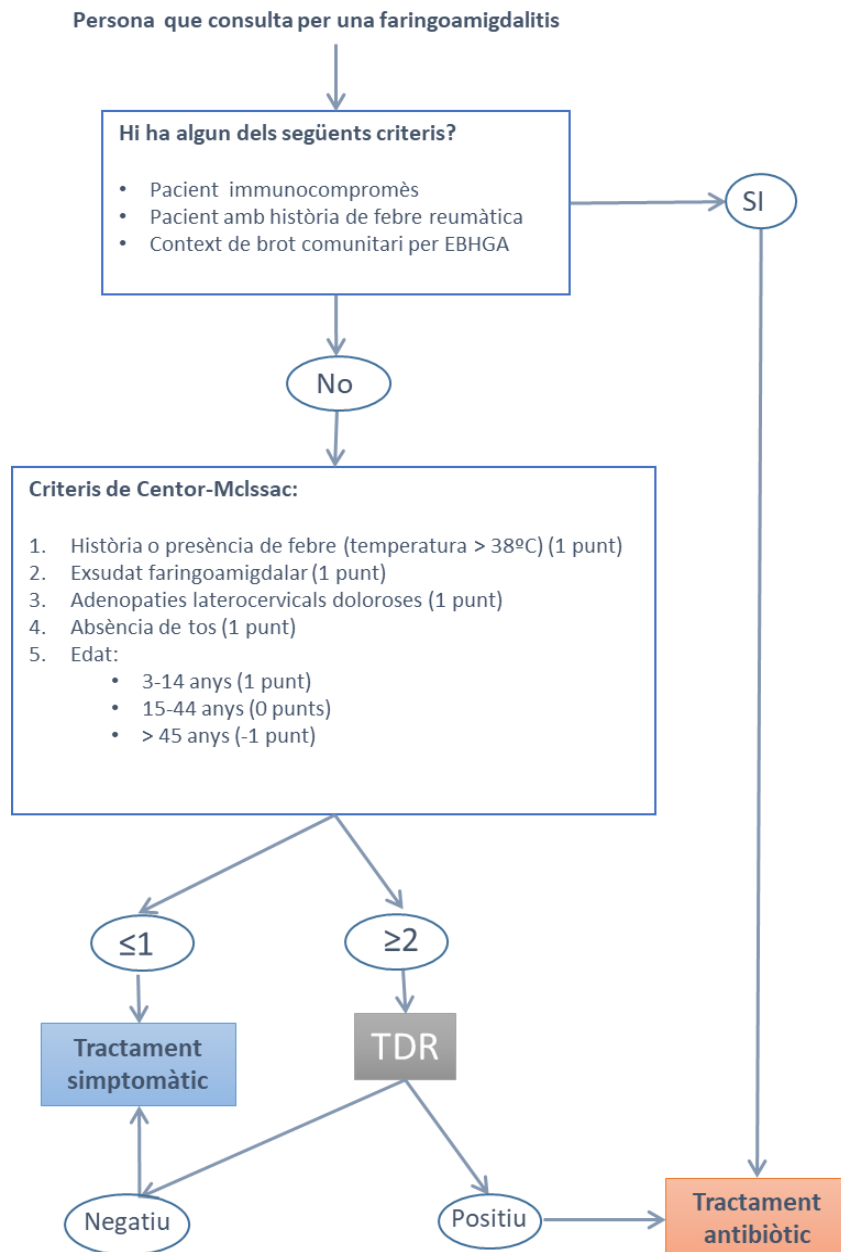 Persona que consulta per una faringoamigdalitis
Hi ha algun dels següents criteris?
• Pacient immunocompromès
• Pacient amb història de febre reumàtica
• Context de brot comunitari per EBHGA
SI
No
Criteris de Centor-McIssac:
1. Història o presència de febre (temperatura > 38ºC) (1 punt)
2. Exsudat faringoamigdalar (1 punt)
3. Adenopaties laterocervicals doloroses (1 punt)
4. Absència de tos (1 punt)
5. Edat:
• 3-14 anys (1 punt)
• 15-44 anys (0 punts)
• > 45 anys (-1 punt)
≤1
≥2
Tractament
simptomàtic
TDR
Negatiu
Positiu
Tractament
antibiòtic